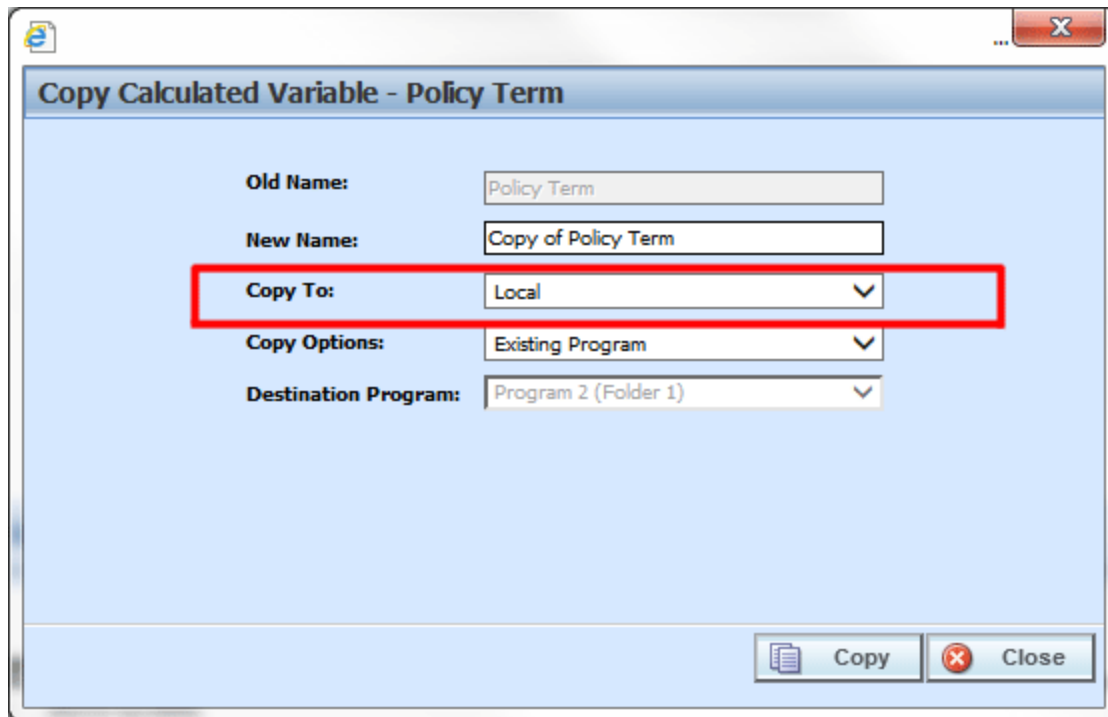 ...
Copy Calculated Variable - Policy Term
Old Name: Policy Term
New Name: Copy of Policy Term
Copy To: Local
Copy Options: Existing Program
Destination Program: Program 2 (Folder 1)
Copy Close